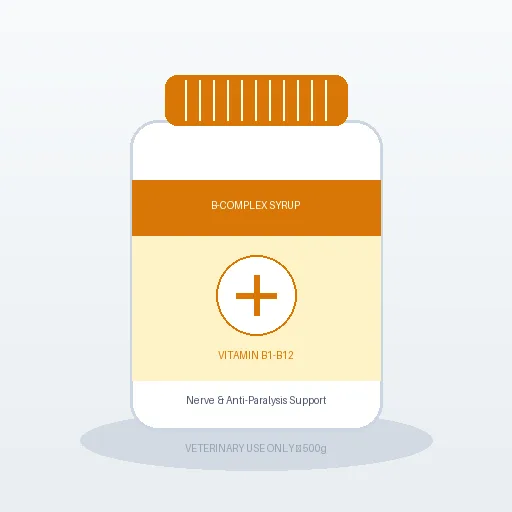 B-COMPLEX SYRUP
VITAMIN B1-B12
Nerve & Anti-Paralysis Support
VETERINARY USE ONLY 500g